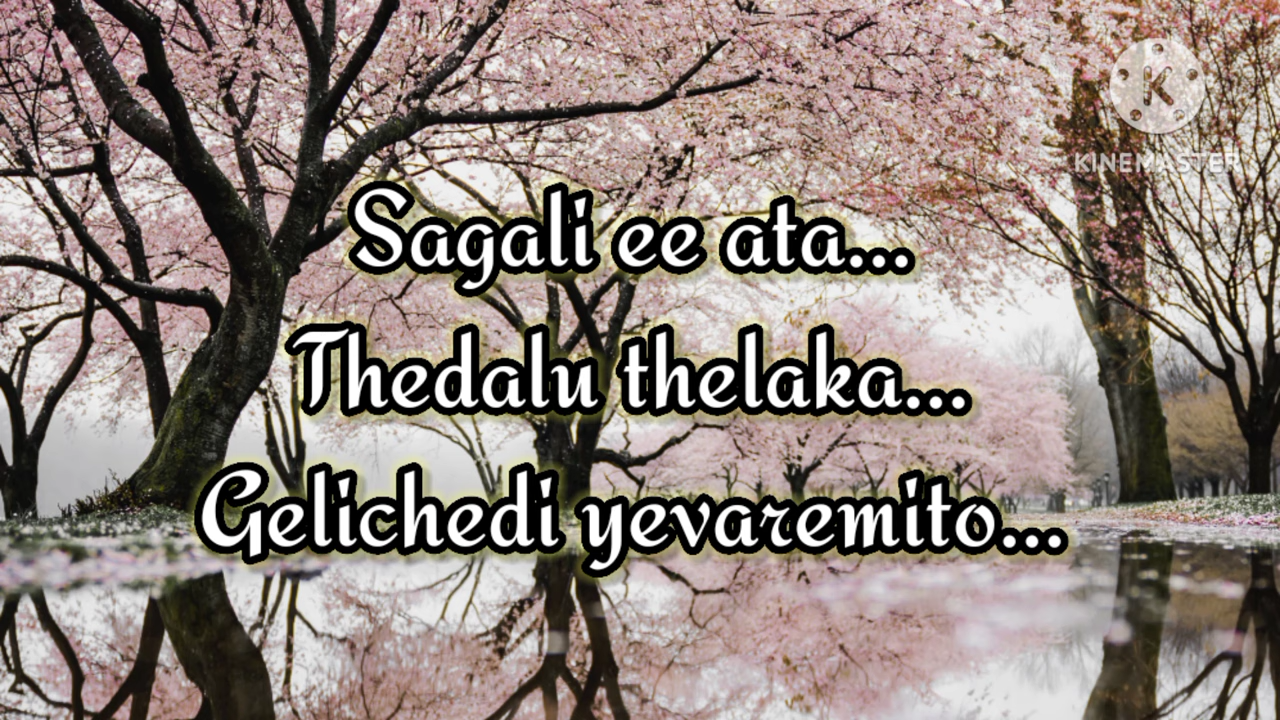 K
KINEMASTER
Sagali ee ata...
Thedalu thelaka...
Gelichedi yevaremito...